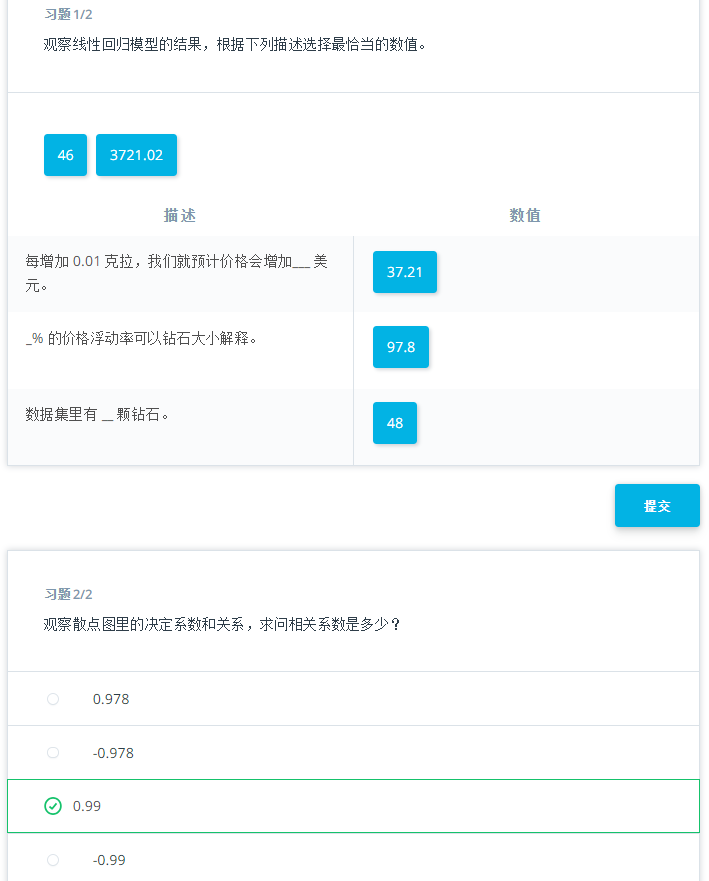 习题 1/2
观察线性回归模型的结果，根据下列描述选择最恰当的数值。
46 3721.02
描述 数值
每增加 0.01 克拉，我们就预计价格会增加___ 美
元。
37.21
_% 的价格浮动率可以钻石大小解释。
97.8
数据集里有 __ 颗钻石。
48
提交
习题 2/2
观察散点图里的决定系数和关系，求问相关系数是多少？
0.978
-0.978
0.99
-0.99